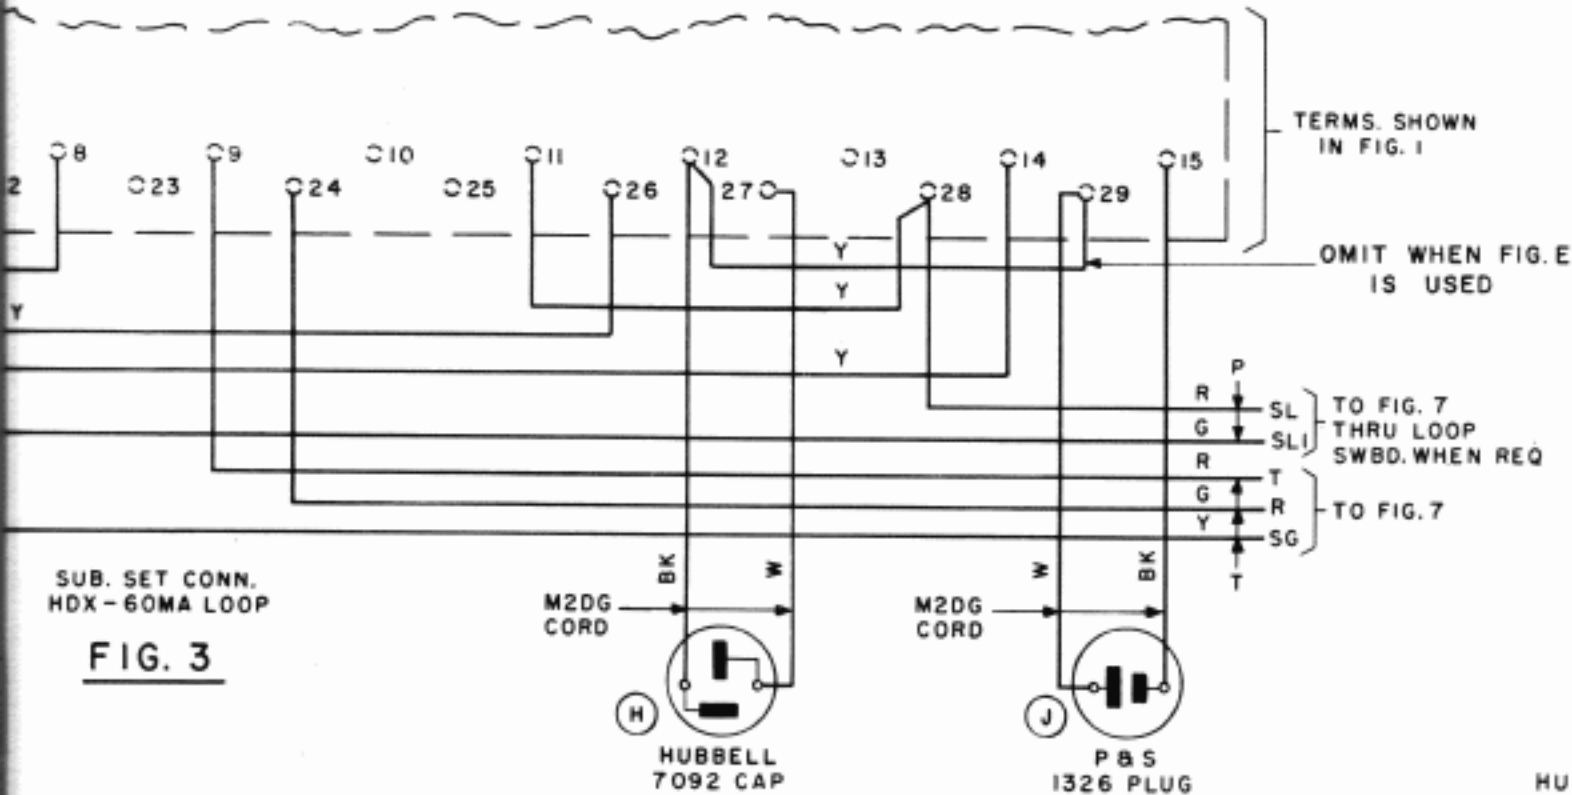 TERMS. SHOWN
IN FIG. 1
8 9 10 11 12 13 14 15
2 23 24 25 26 27 28 29
Y
OMIT WHEN FIG. E
IS USED
Y
Y
Y
P
R SL
G SL1
TO FIG. 7
THRU LOOP
SWBD. WHEN REQ
R T
G R
Y SG
TO FIG. 7
T
BK W W BK
SUB. SET CONN.
HDX-60MA LOOP
FIG. 3
M2DG
CORD
M2DG
CORD
H
J
HUBBELL
7092 CAP
P & S
1326 PLUG
HU